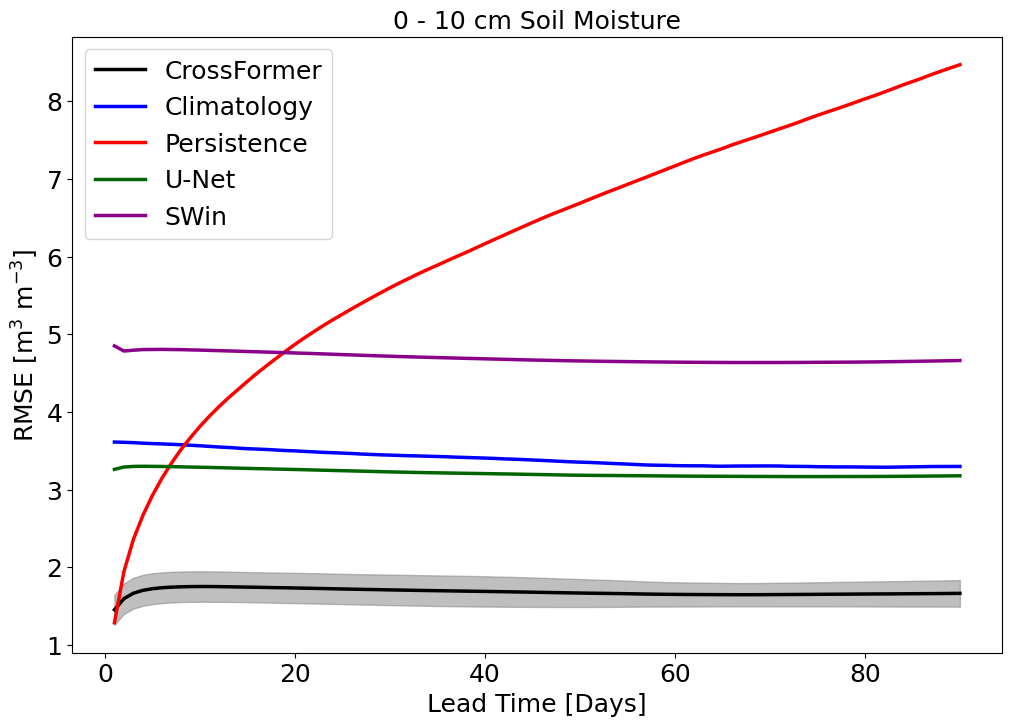 0 - 10 cm Soil Moisture
CrossFormer
Climatology
Persistence
U-Net
SWin
RMSE [m³ m⁻³]
8
7
6
5
4
3
2
1
0 20 40 60 80
Lead Time [Days]